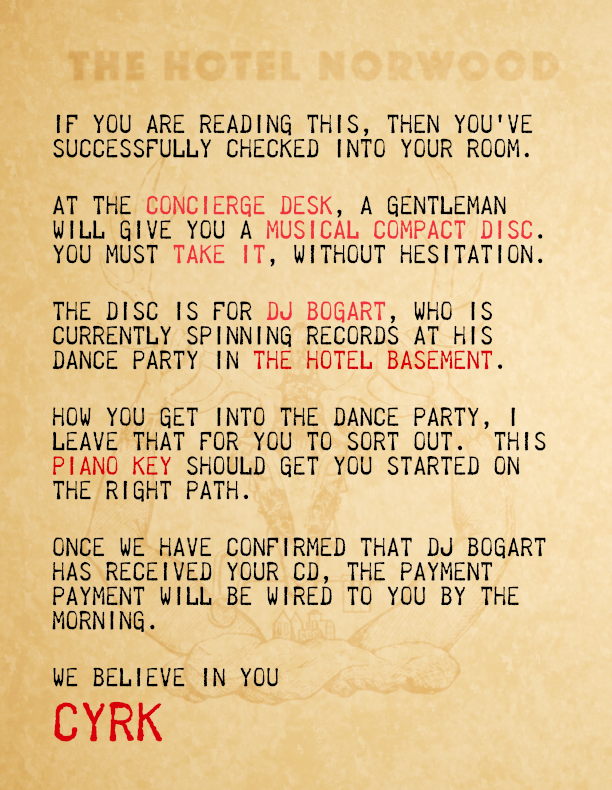 THE HOTEL NORWOOD
IF YOU ARE READING THIS, THEN YOU'VE
SUCCESSFULLY CHECKED INTO YOUR ROOM.
AT THE CONCIERGE DESK, A GENTLEMAN
WILL GIVE YOU A MUSICAL COMPACT DISC.
YOU MUST TAKE IT, WITHOUT HESITATION.
THE DISC IS FOR DJ BOGART, WHO IS
CURRENTLY SPINNING RECORDS AT HIS
DANCE PARTY IN THE HOTEL BASEMENT.
HOW YOU GET INTO THE DANCE PARTY, I
LEAVE THAT FOR YOU TO SORT OUT. THIS
PIANO KEY SHOULD GET YOU STARTED ON
THE RIGHT PATH.
ONCE WE HAVE CONFIRMED THAT DJ BOGART
HAS RECEIVED YOUR CD, THE PAYMENT
PAYMENT WILL BE WIRED TO YOU BY THE
MORNING.
WE BELIEVE IN YOU
CYRK